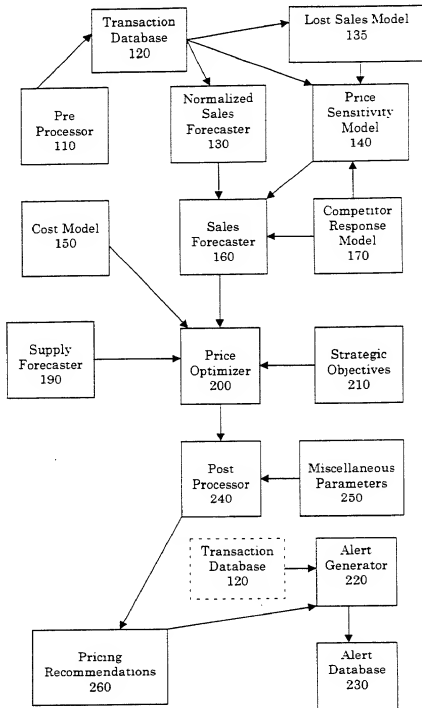 Transaction
Database
120
Lost Sales Model
135
Pre
Processor
110
Normalized
Sales
Forecaster
130
Price
Sensitivity
Model
140
Cost Model
150
Sales
Forecaster
160
Competitor
Response
Model
170
Supply
Forecaster
190
Price
Optimizer
200
Strategic
Objectives
210
Post
Processor
240
Miscellaneous
Parameters
250
Transaction
Database
120
Alert
Generator
220
Pricing
Recommendations
260
Alert
Database
230